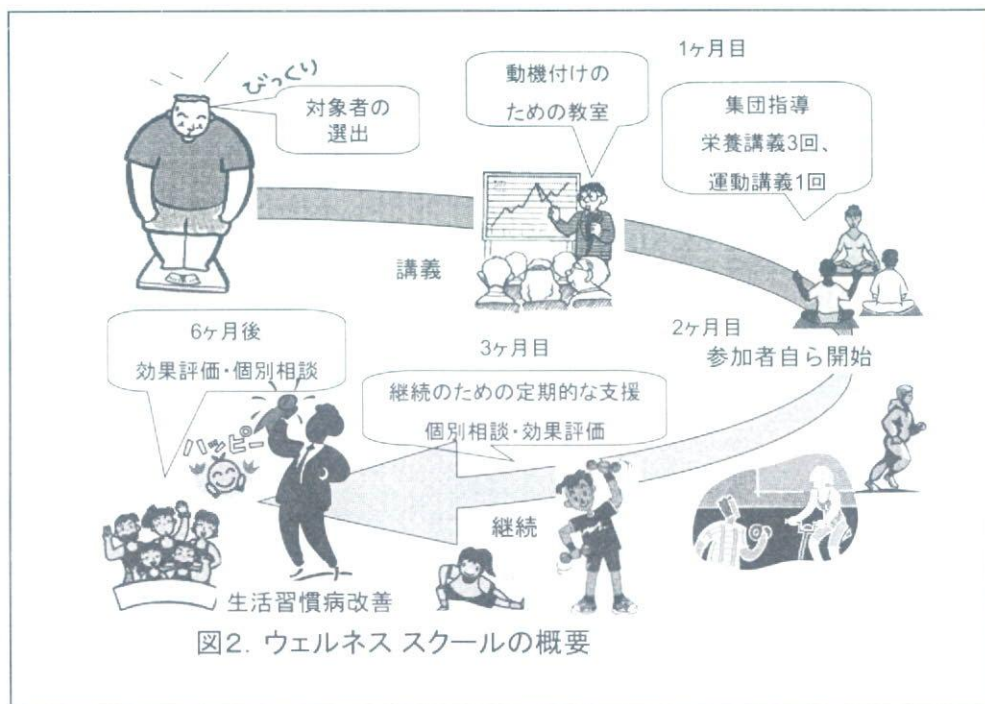 びっくり
対象者の
選出
動機付けの
ための教室
1ヶ月目
集団指導
栄養講義3回、
運動講義1回
講義
2ヶ月目
参加者自ら開始
3ヶ月目
継続のための定期的な支援
個別相談・効果評価
継続
6ヶ月後
効果評価・個別相談
ハッピー
生活習慣病改善
図2. ウェルネス スクールの概要